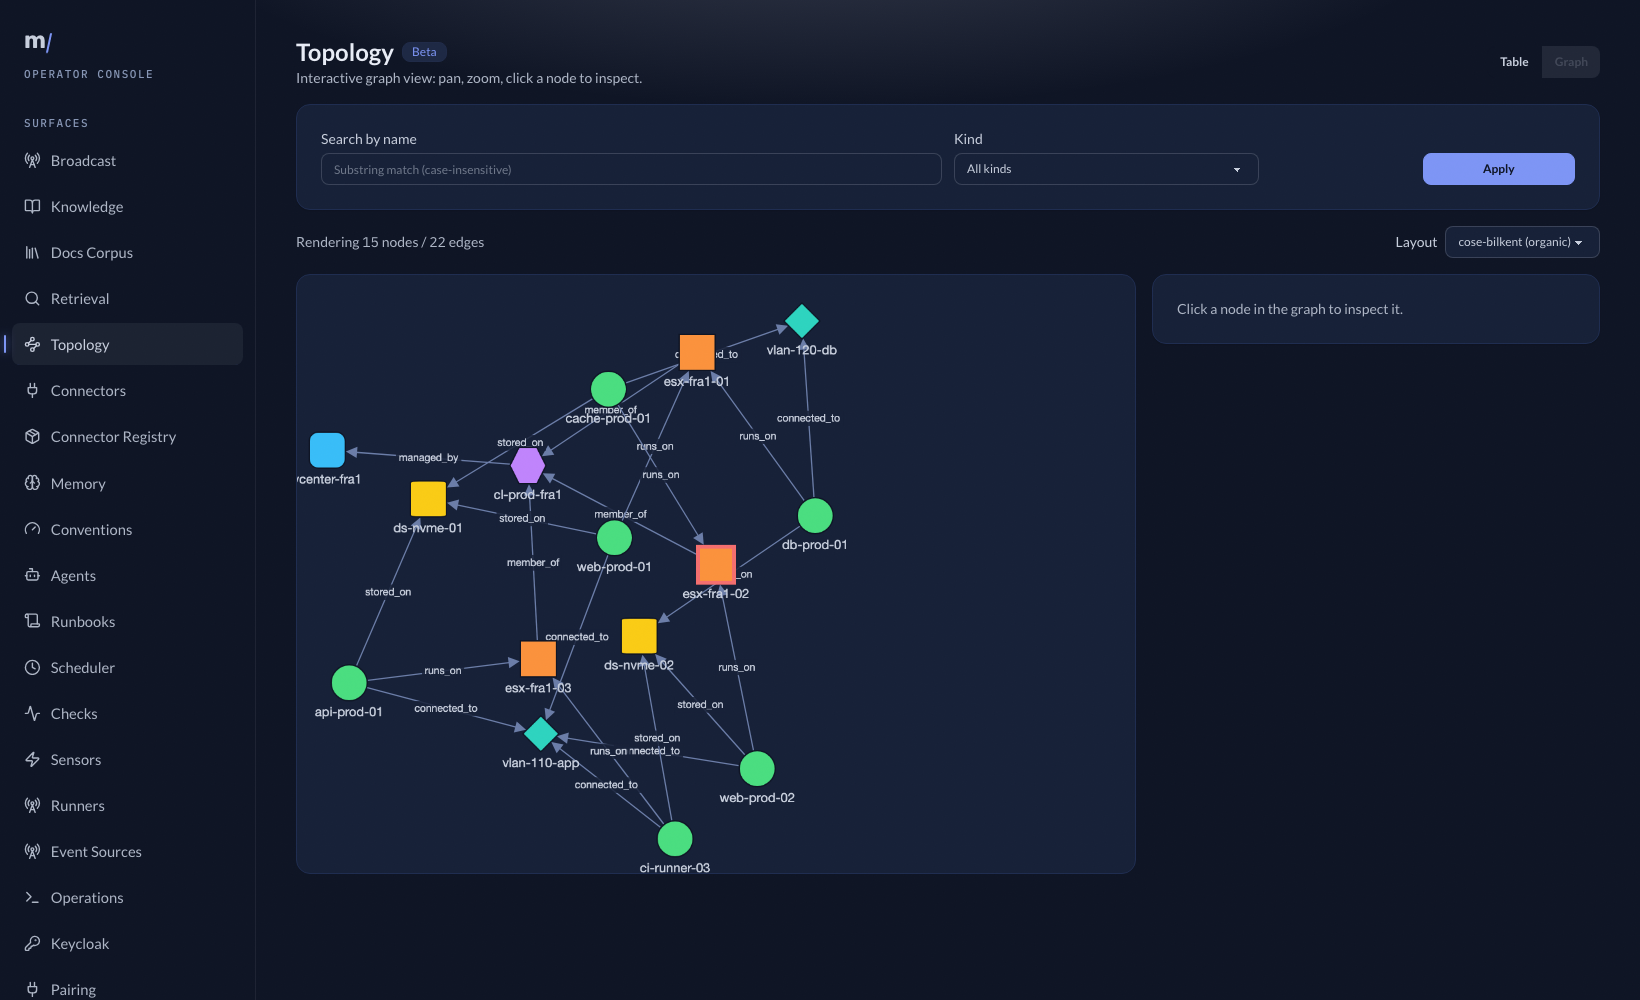 m/
OPERATOR CONSOLE
SURFACES
Broadcast
Knowledge
Docs Corpus
Retrieval
Topology
Connectors
Connector Registry
Memory
Conventions
Agents
Runbooks
Scheduler
Checks
Sensors
Runners
Event Sources
Operations
Keycloak
Pairing
Topology Beta
Interactive graph view: pan, zoom, click a node to inspect.
Table Graph
Search by name
Substring match (case-insensitive)
Kind
All kinds
Apply
Rendering 15 nodes / 22 edges
Layout cose-bilkent (organic)
Click a node in the graph to inspect it.
vlan-120-db
esx-fra1-01
member_of
cache-prod-01
connected_to
runs_on
stored_on
runs_on
managed_by
runs_on
vcenter-fra1
cl-prod-fra1
member_of
stored_on
ds-nvme-01
db-prod-01
member_of
web-prod-01
esx-fra1-02
stored_on
connected_to
ds-nvme-02
runs_on
runs_on
esx-fra1-03
stored_on
api-prod-01
connected_to
stored_on
runs_on
vlan-110-app
connected_to
web-prod-02
ci-runner-03